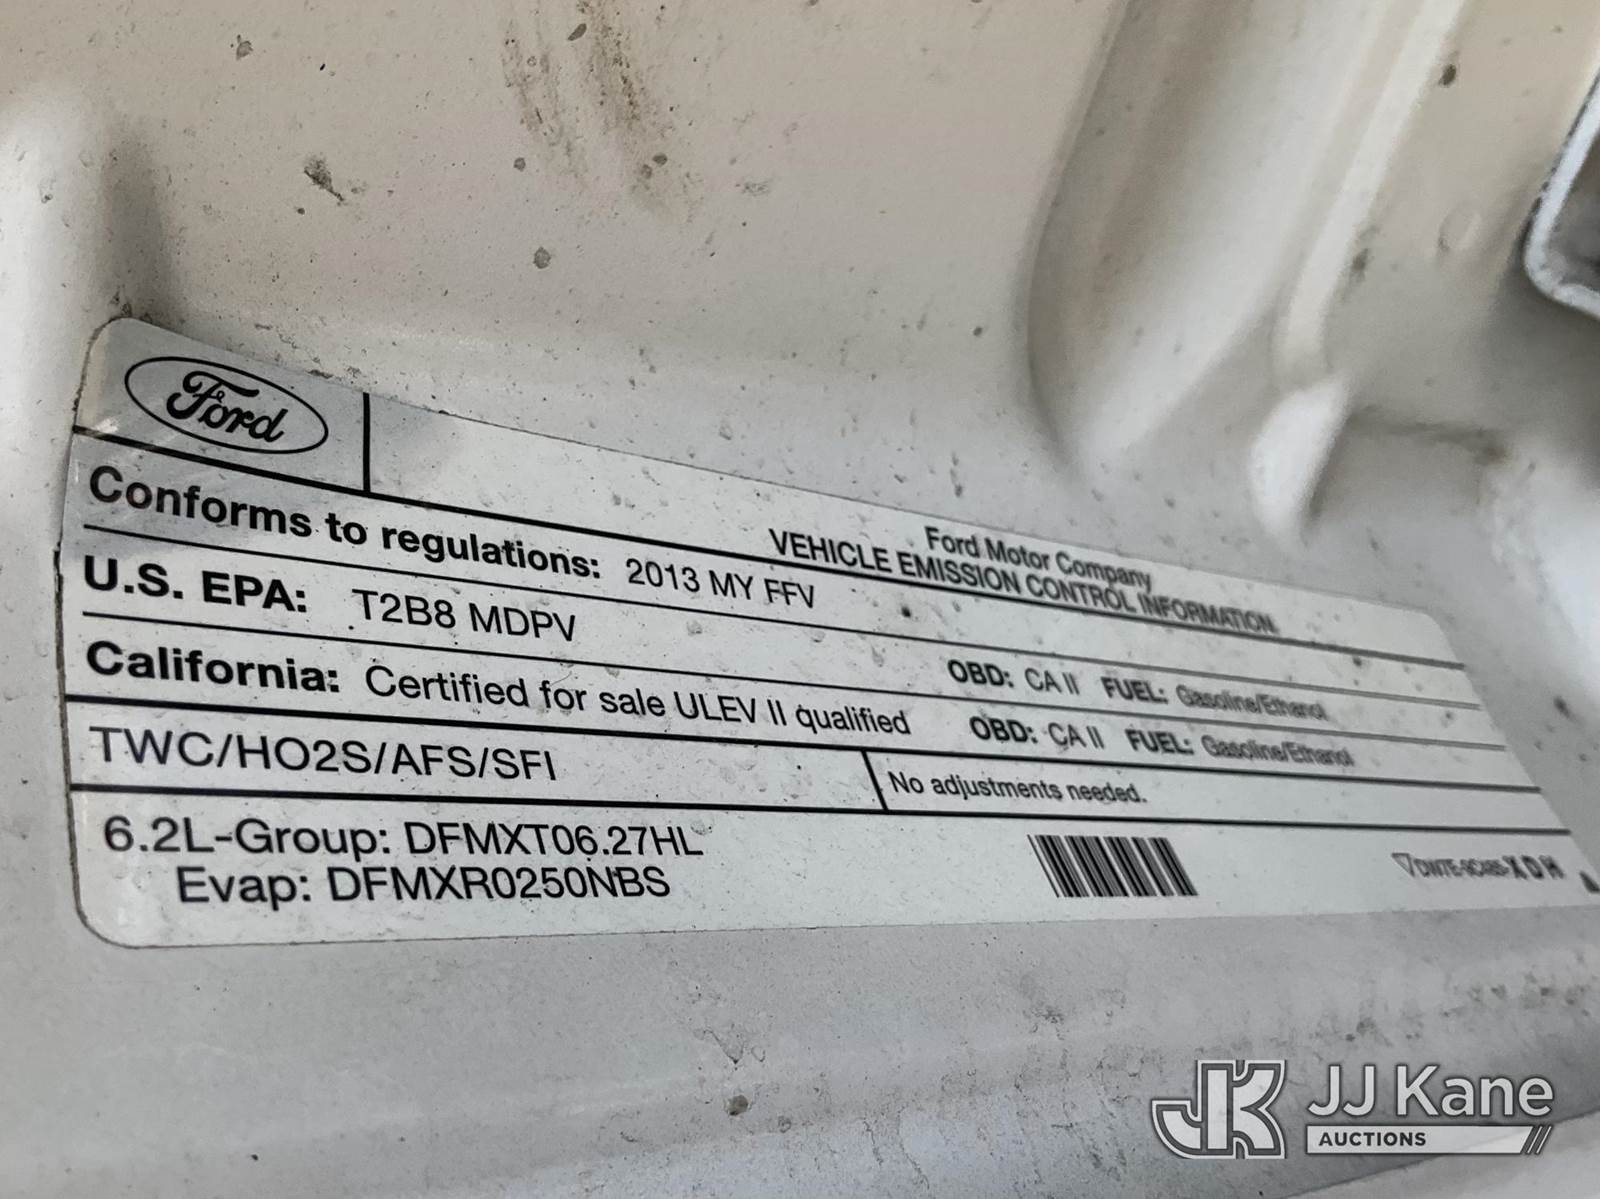 Ford
Ford Motor Company
VEHICLE EMISSION CONTROL INFORMATION
Conforms to regulations: 2013 MY FFV
U.S. EPA: T2B8 MDPV OBD: CA II FUEL: Gasoline/Ethanol
California: Certified for sale ULEV II qualified OBD: CA II FUEL: Gasoline/Ethanol
TWC/HO2S/AFS/SFI No adjustments needed.
6.2L-Group: DFMXT06.27HL
Evap: DFMXR0250NBS
XDH
JK JJ Kane
AUCTIONS